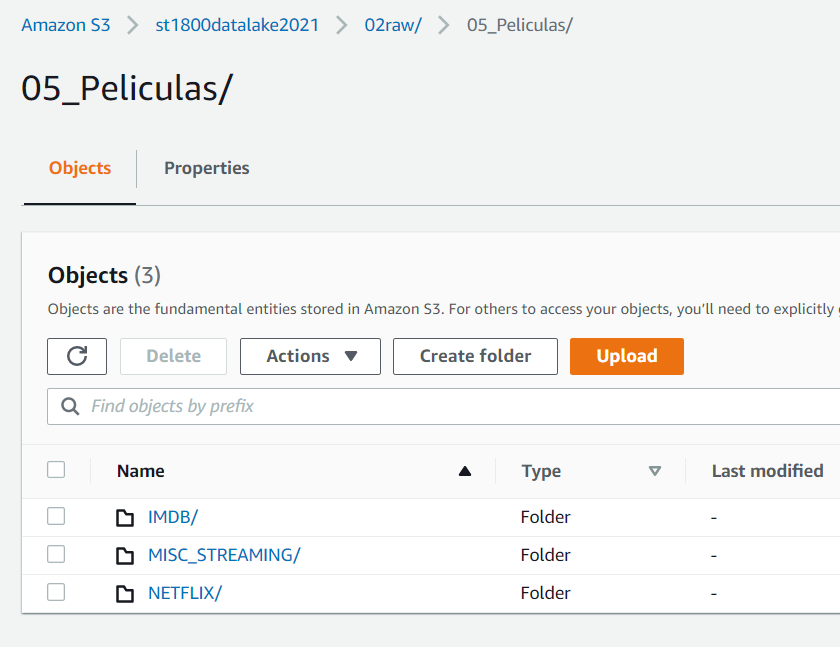 Amazon S3 > st1800datalake2021 > 02raw/ > 05_Peliculas/
05_Peliculas/
Objects Properties
Objects (3)
Objects are the fundamental entities stored in Amazon S3. For others to access your objects, you'll need to explicitly
Delete Actions Create folder Upload
Find objects by prefix
Name Type Last modified
IMDB/ Folder -
MISC_STREAMING/ Folder -
NETFLIX/ Folder -